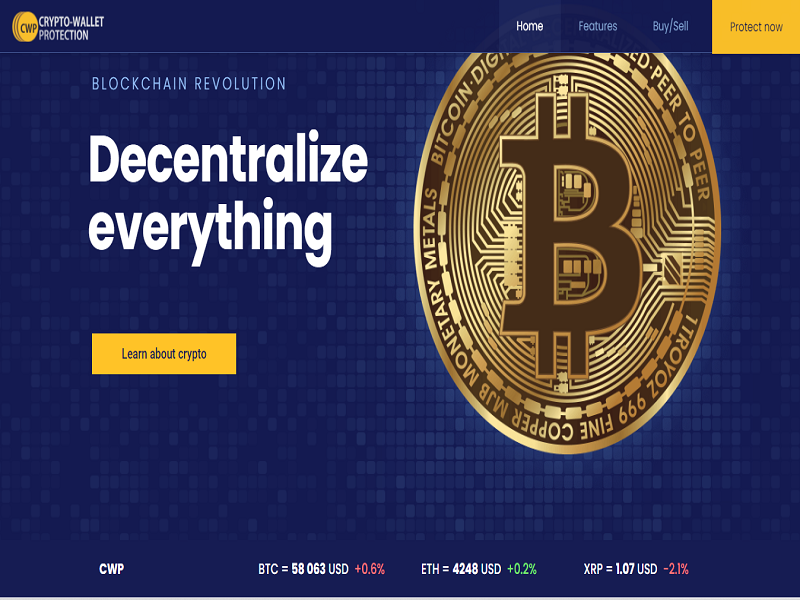 CWP
CRYPTO-WALLET
PROTECTION
Home
Features
Buy/Sell
Protect now
BLOCKCHAIN REVOLUTION
Decentralize
everything
Learn about crypto
BITCOIN·DIGI
ED·PEER TO PEER
1 TROY OZ 999 FINE COPPER MJB MONETARY METALS
CWP
BTC = 58 063 USD +0.6%
ETH = 4248 USD +0.2%
XRP = 1.07 USD -2.1%